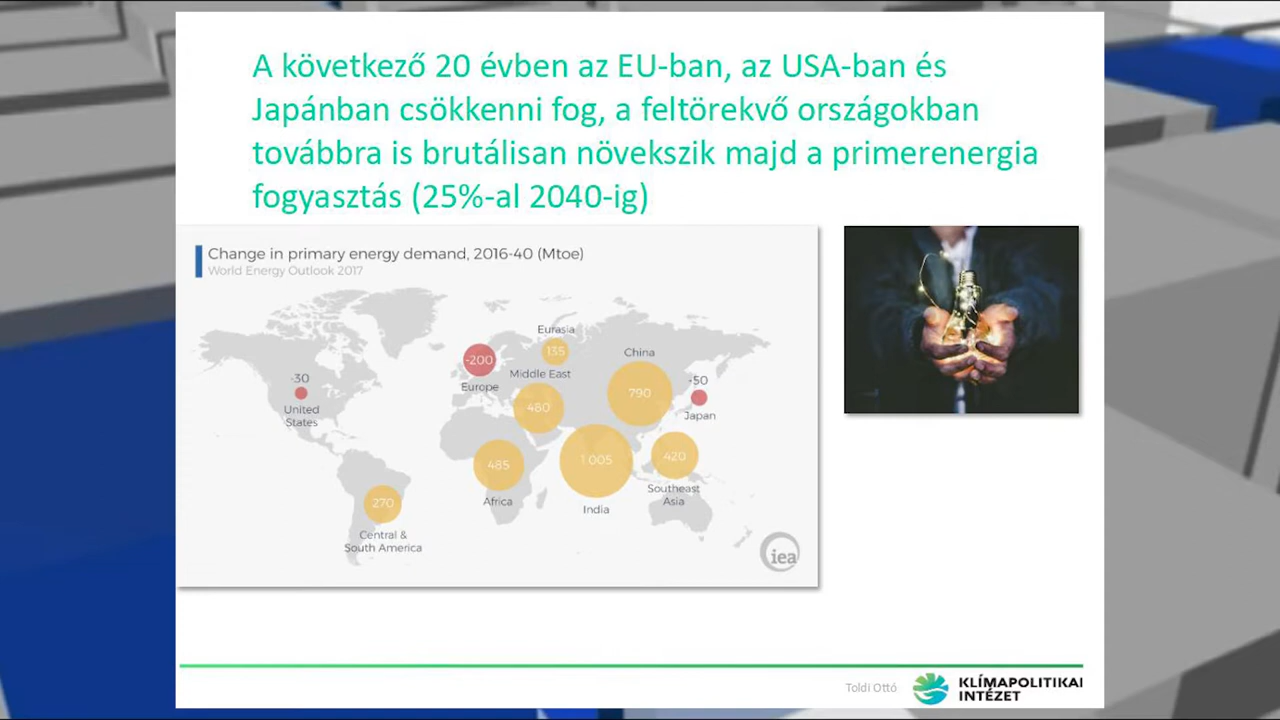 A következő 20 évben az EU-ban, az USA-ban és
Japánban csökkenni fog, a feltörekvő országokban
továbbra is brutálisan növekszik majd a primerenergia
fogyasztás (25%-al 2040-ig)
Change in primary energy demand, 2016-40 (Mtoe)
World Energy Outlook 2017
Eurasia
135
-200
Europe
Middle East
480
China
790
-30
United
States
-50
Japan
485
Africa
1 005
India
420
Southeast
Asia
270
Central &
South America
iea
Toldi Ottó
KLÍMAPOLITIKAI
INTÉZET